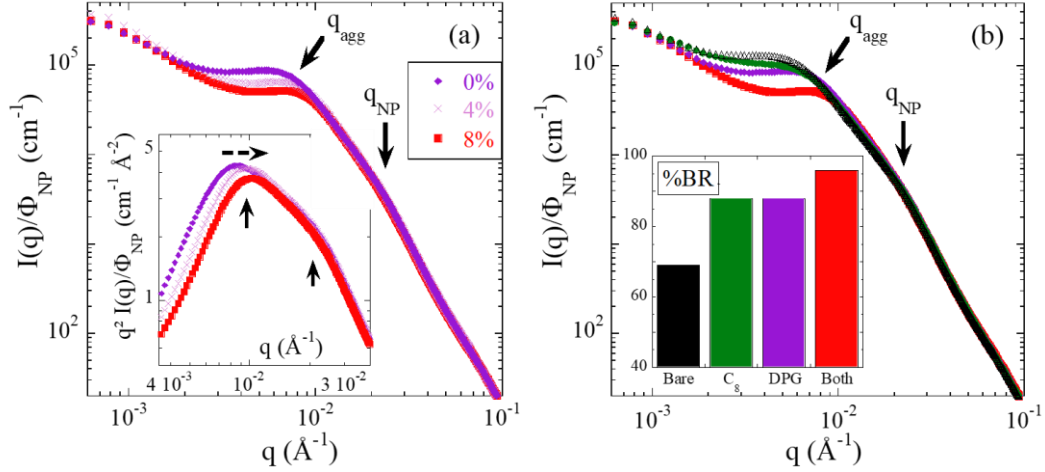 (a)
q_agg
q_NP
0%
4%
8%
10^5
10^2
I(q)/Φ_NP (cm^-1)
10^-3
10^-2
10^-1
q (Å^-1)
5
1
q^2 I(q)/Φ_NP (cm^-1 Å^-2)
q (Å^-1)
4 10^-3
10^-2
3 10^-2
(b)
q_agg
q_NP
10^5
10^2
I(q)/Φ_NP (cm^-1)
10^-3
10^-2
10^-1
q (Å^-1)
%BR
100
80
60
40
Bare C_8 DPG Both